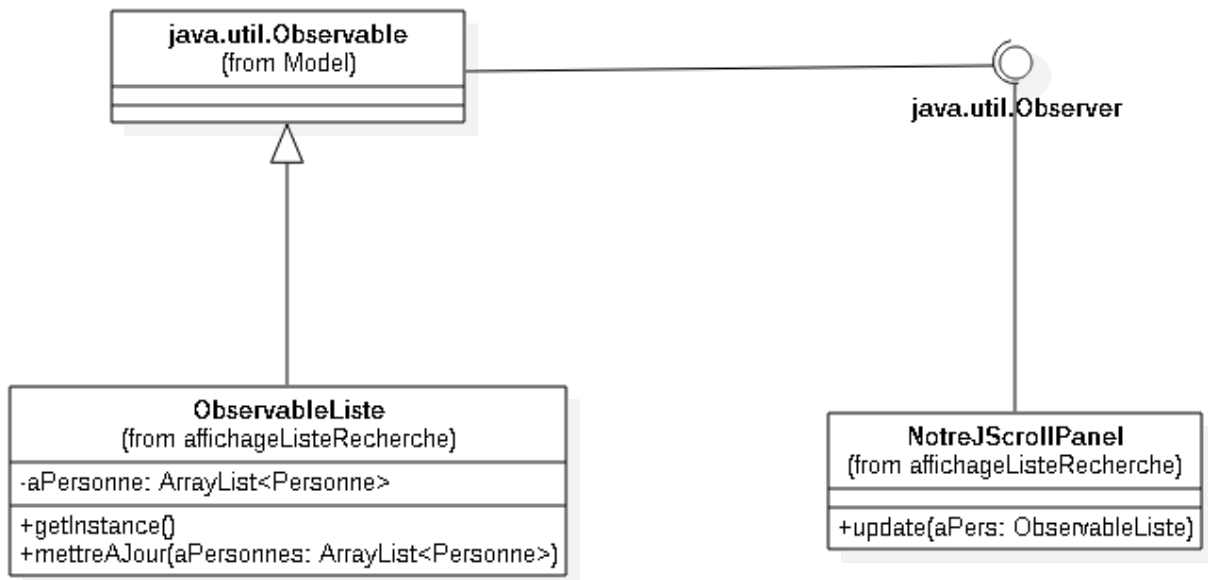 java.util.Observable
(from Model)
java.util.Observer
ObservableListe
(from affichageListeRecherche)
-aPersonne: ArrayList<Personne>
+getInstance()
+mettreAJour(aPersonnes: ArrayList<Personne>)
NotreJScrollPanel
(from affichageListeRecherche)
+update(aPers: ObservableListe)